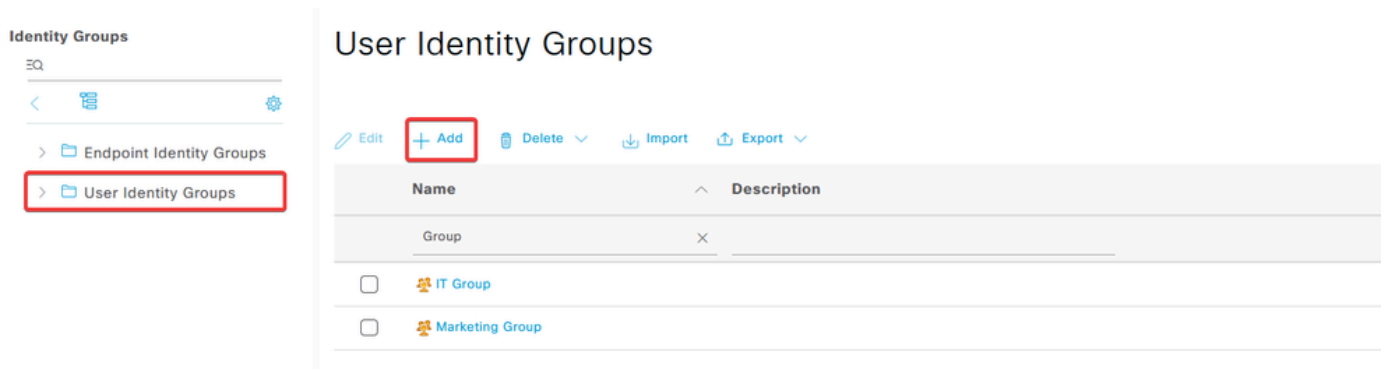 Identity Groups
Endpoint Identity Groups
User Identity Groups
User Identity Groups
Edit
Add
Delete
Import
Export
Name
Description
Group
IT Group
Marketing Group